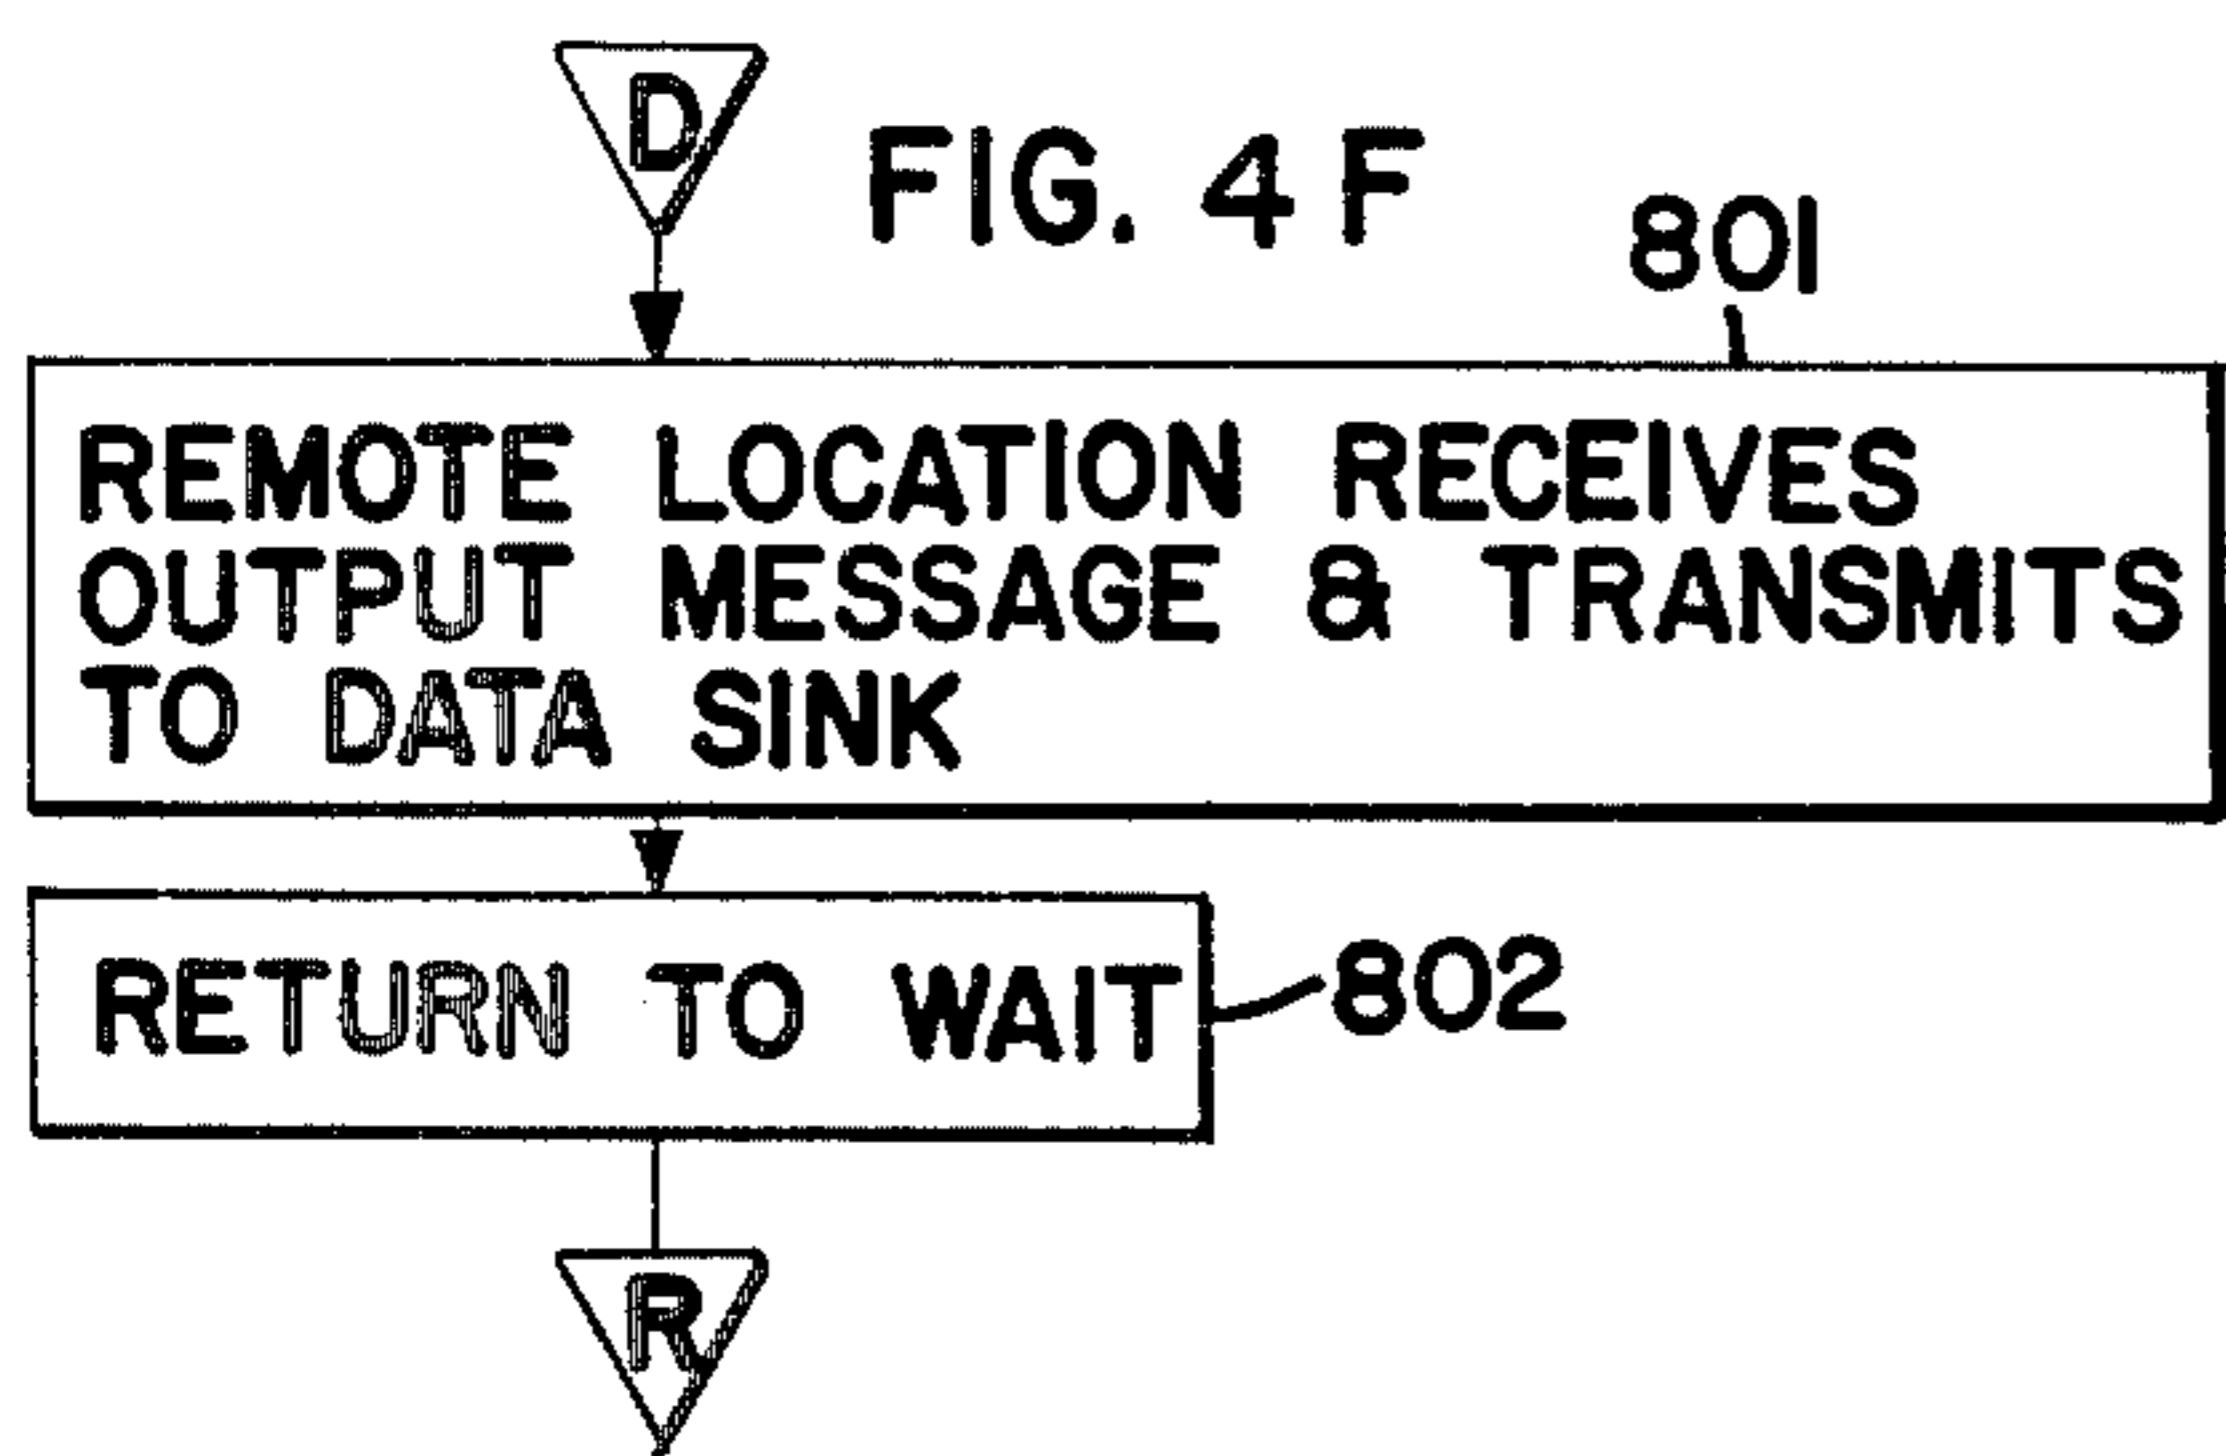 D
FIG. 4 F
801
REMOTE LOCATION RECEIVES
OUTPUT MESSAGE & TRANSMITS
TO DATA SINK
RETURN TO WAIT
802
R